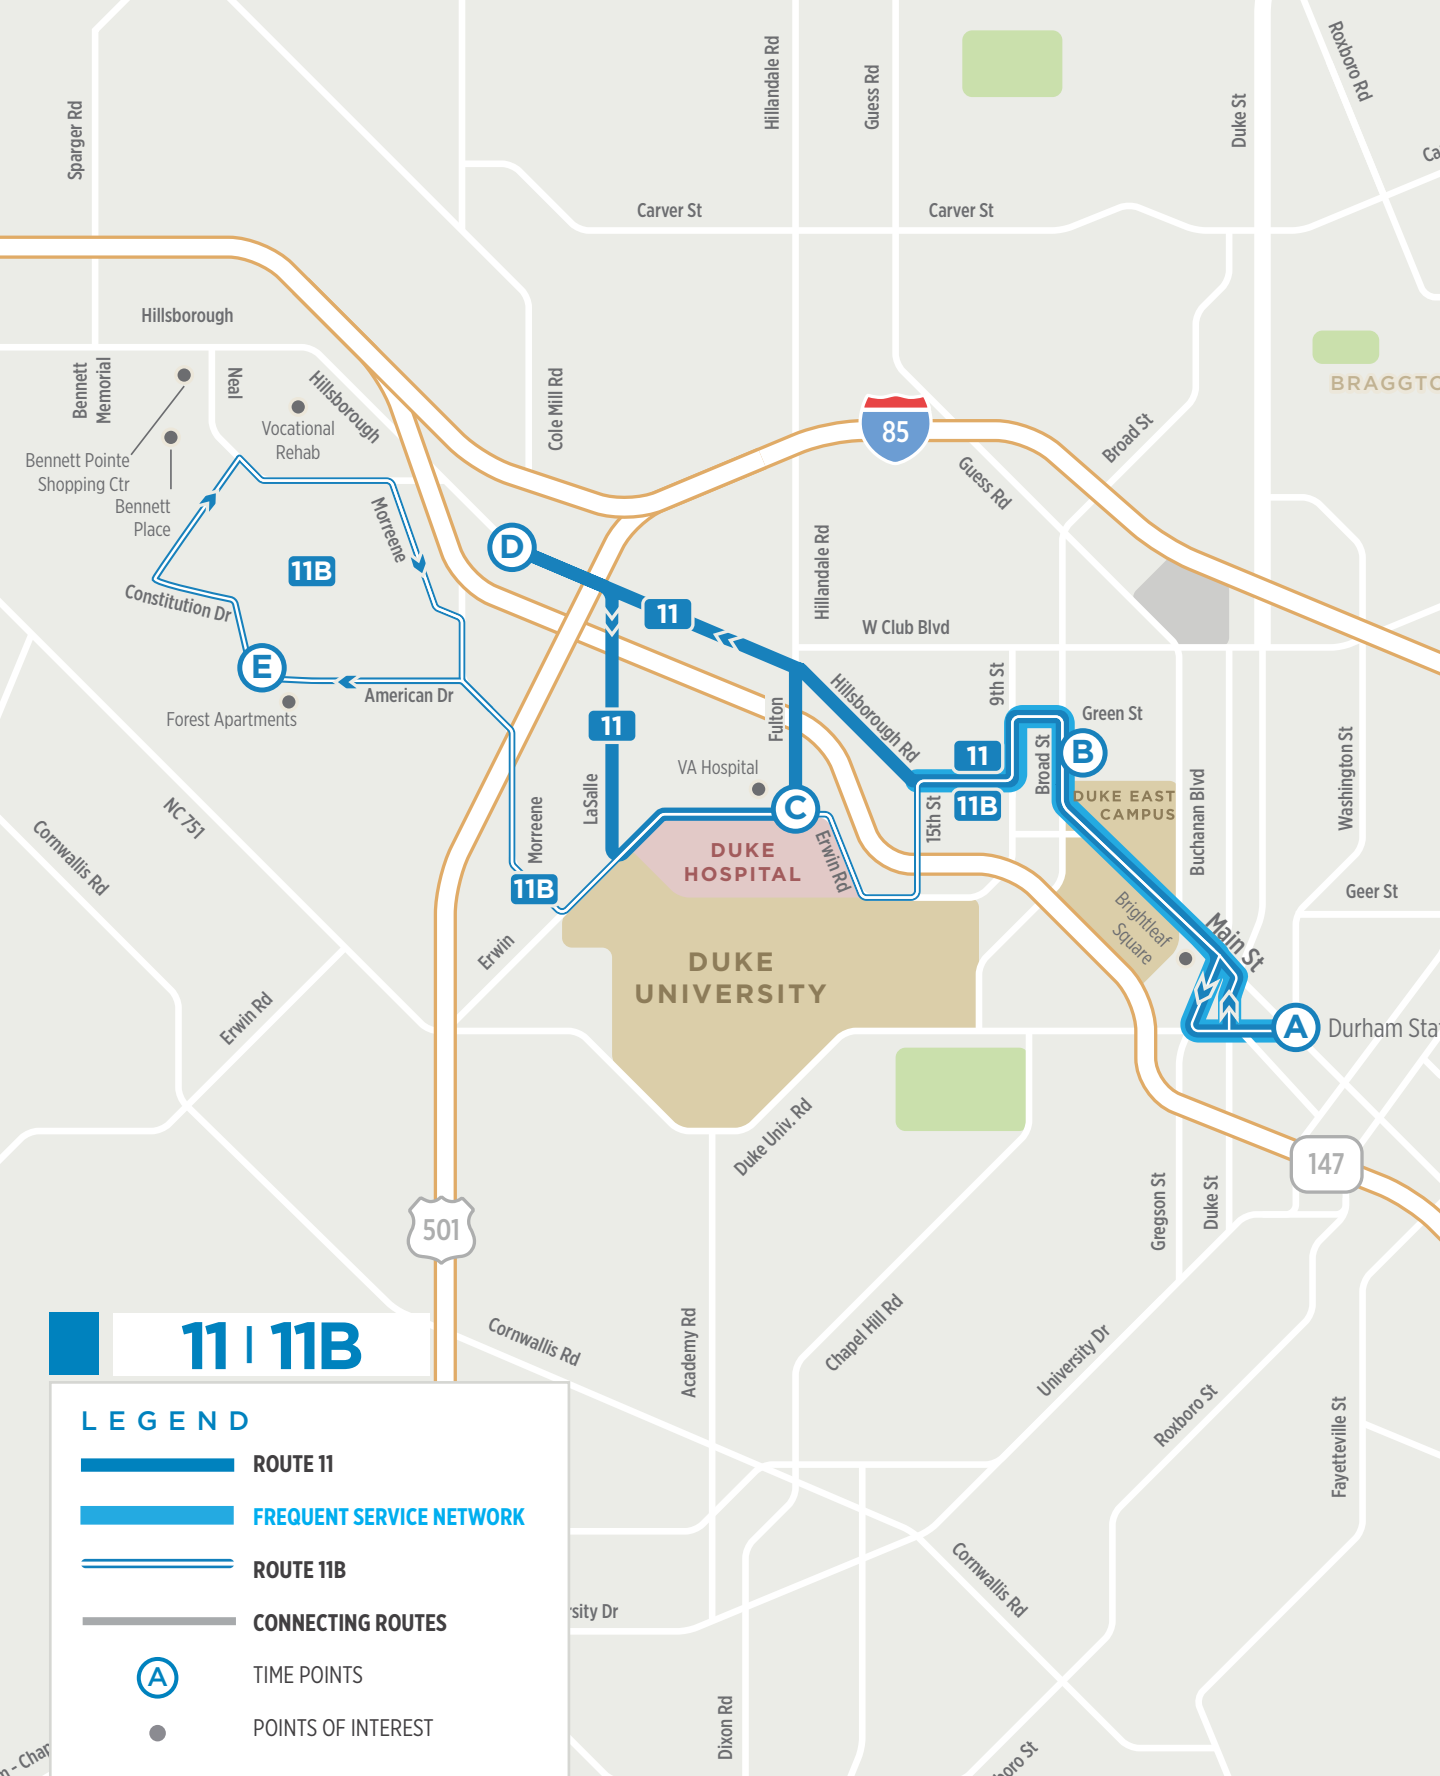 Sparger Rd
Hillandale Rd
Guess Rd
Duke St
Roxboro Rd
Ca
Carver St
Carver St
Hillsborough
Bennett
Memorial
Neal
Hillsborough
Vocational
Rehab
Bennett Pointe
Shopping Ctr
Bennett
Place
Cole Mill Rd
85
BRAGGTO
Broad St
Guess Rd
Morreene
D
11B
Constitution Dr
Hillandale Rd
11
W Club Blvd
E
American Dr
Forest Apartments
9th St
Hillsborough Rd
Green St
Fulton
11
11
Broad St
B
VA Hospital
LaSalle
C
11B
15th St
DUKE EAST
CAMPUS
Buchanan Blvd
Washington St
NC 751
Morreene
Cornwallis Rd
DUKE
HOSPITAL
Erwin Rd
11B
Geer St
Brightleaf
Square
Main St
Erwin
DUKE
UNIVERSITY
Erwin Rd
A
Durham Sta
Duke Univ. Rd
147
Gregson St
Duke St
501
11 | 11B
Cornwallis Rd
Academy Rd
Chapel Hill Rd
University Dr
Roxboro St
Fayetteville St
LEGEND
ROUTE 11
FREQUENT SERVICE NETWORK
ROUTE 11B
CONNECTING ROUTES
A
TIME POINTS
POINTS OF INTEREST
Cornwallis Rd
rsity Dr
Dixon Rd
boro St
n - Chap